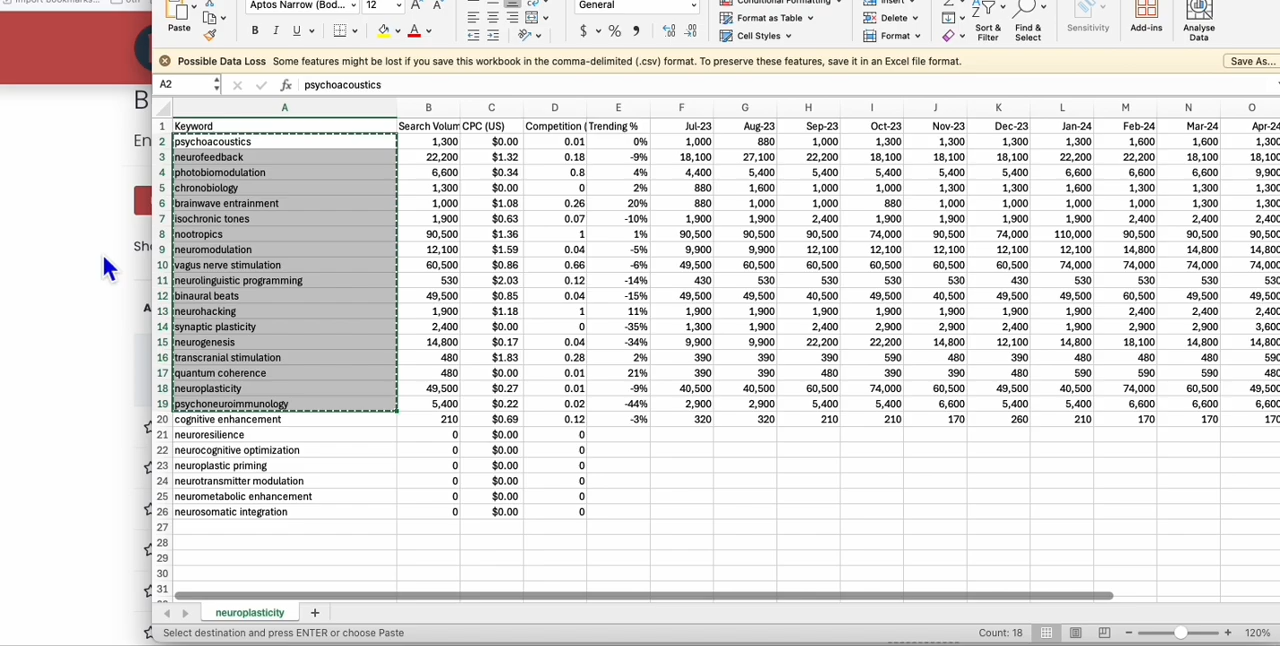 Import bookmarks...
Aptos Narrow (Bod... 12 A A General Conditional Formatting Insert
Paste B I U A $ % Format as Table Delete Sort & Filter Find & Select Sensitivity Add-ins Analyse Data
Cell Styles Format
Possible Data Loss Some features might be lost if you save this workbook in the comma-delimited (.csv) format. To preserve these features, save it in an Excel file format. Save As...
A2 fx psychoacoustics
B
En
Sho
A
A B C D E F G H I J K L M N O
1 Keyword Search Volum CPC (US) Competition ( Trending % Jul-23 Aug-23 Sep-23 Oct-23 Nov-23 Dec-23 Jan-24 Feb-24 Mar-24 Apr-24
2 psychoacoustics 1,300 $0.00 0.01 0% 1,000 880 1,000 1,300 1,300 1,300 1,300 1,600 1,600 1,300
3 neurofeedback 22,200 $1.32 0.18 -9% 18,100 27,100 22,200 18,100 18,100 18,100 22,200 22,200 18,100 18,100
4 photobiomodulation 6,600 $0.34 0.8 4% 4,400 5,400 5,400 5,400 5,400 5,400 6,600 6,600 6,600 9,900
5 chronobiology 1,300 $0.00 0 2% 880 1,600 1,000 1,000 1,300 1,000 1,600 1,300 1,300 1,300
6 brainwave entrainment 1,000 $1.08 0.26 20% 880 1,000 1,000 880 1,000 1,000 1,000 1,000 1,300 1,300
7 isochronic tones 1,900 $0.63 0.07 -10% 1,900 1,900 2,400 1,900 1,900 1,900 1,900 2,400 2,400 2,400
8 nootropics 90,500 $1.36 1 1% 90,500 90,500 90,500 74,000 90,500 74,000 110,000 90,500 90,500 90,500
9 neuromodulation 12,100 $1.59 0.04 -5% 9,900 9,900 12,100 12,100 12,100 12,100 12,100 14,800 14,800 14,800
10 vagus nerve stimulation 60,500 $0.86 0.66 -6% 49,500 60,500 60,500 60,500 60,500 60,500 74,000 74,000 74,000 74,000
11 neurolinguistic programming 530 $2.03 0.12 -14% 430 530 530 530 530 430 530 530 530 530
12 binaural beats 49,500 $0.85 0.04 -15% 49,500 49,500 40,500 49,500 40,500 49,500 49,500 60,500 49,500 49,500
13 neurohacking 1,900 $1.18 1 11% 1,900 1,900 1,900 1,900 1,900 1,900 1,900 2,400 2,400 2,400
14 synaptic plasticity 2,400 $0.00 0 -35% 1,300 1,900 2,400 2,900 2,900 2,400 1,900 2,900 2,900 3,600
15 neurogenesis 14,800 $0.17 0.04 -34% 9,900 9,900 22,200 22,200 14,800 12,100 14,800 18,100 14,800 14,800
16 transcranial stimulation 480 $1.83 0.28 2% 390 390 390 590 480 390 480 480 480 590
17 quantum coherence 480 $0.00 0.01 21% 390 390 480 390 390 480 590 590 590 480
18 neuroplasticity 49,500 $0.27 0.01 -9% 40,500 40,500 60,500 74,000 60,500 49,500 40,500 74,000 60,500 49,500
19 psychoneuroimmunology 5,400 $0.22 0.02 -44% 2,900 2,900 5,400 5,400 6,600 5,400 5,400 6,600 6,600 6,600
20 cognitive enhancement 210 $0.69 0.12 -3% 320 320 210 210 170 260 210 170 170 170
21 neuroresilience 0 $0.00 0
22 neurocognitive optimization 0 $0.00 0
23 neuroplastic priming 0 $0.00 0
24 neurotransmitter modulation 0 $0.00 0
25 neurometabolic enhancement 0 $0.00 0
26 neurosomatic integration 0 $0.00 0
27
28
29
30
31
neuroplasticity +
Select destination and press ENTER or choose Paste Count: 18 − + 120%